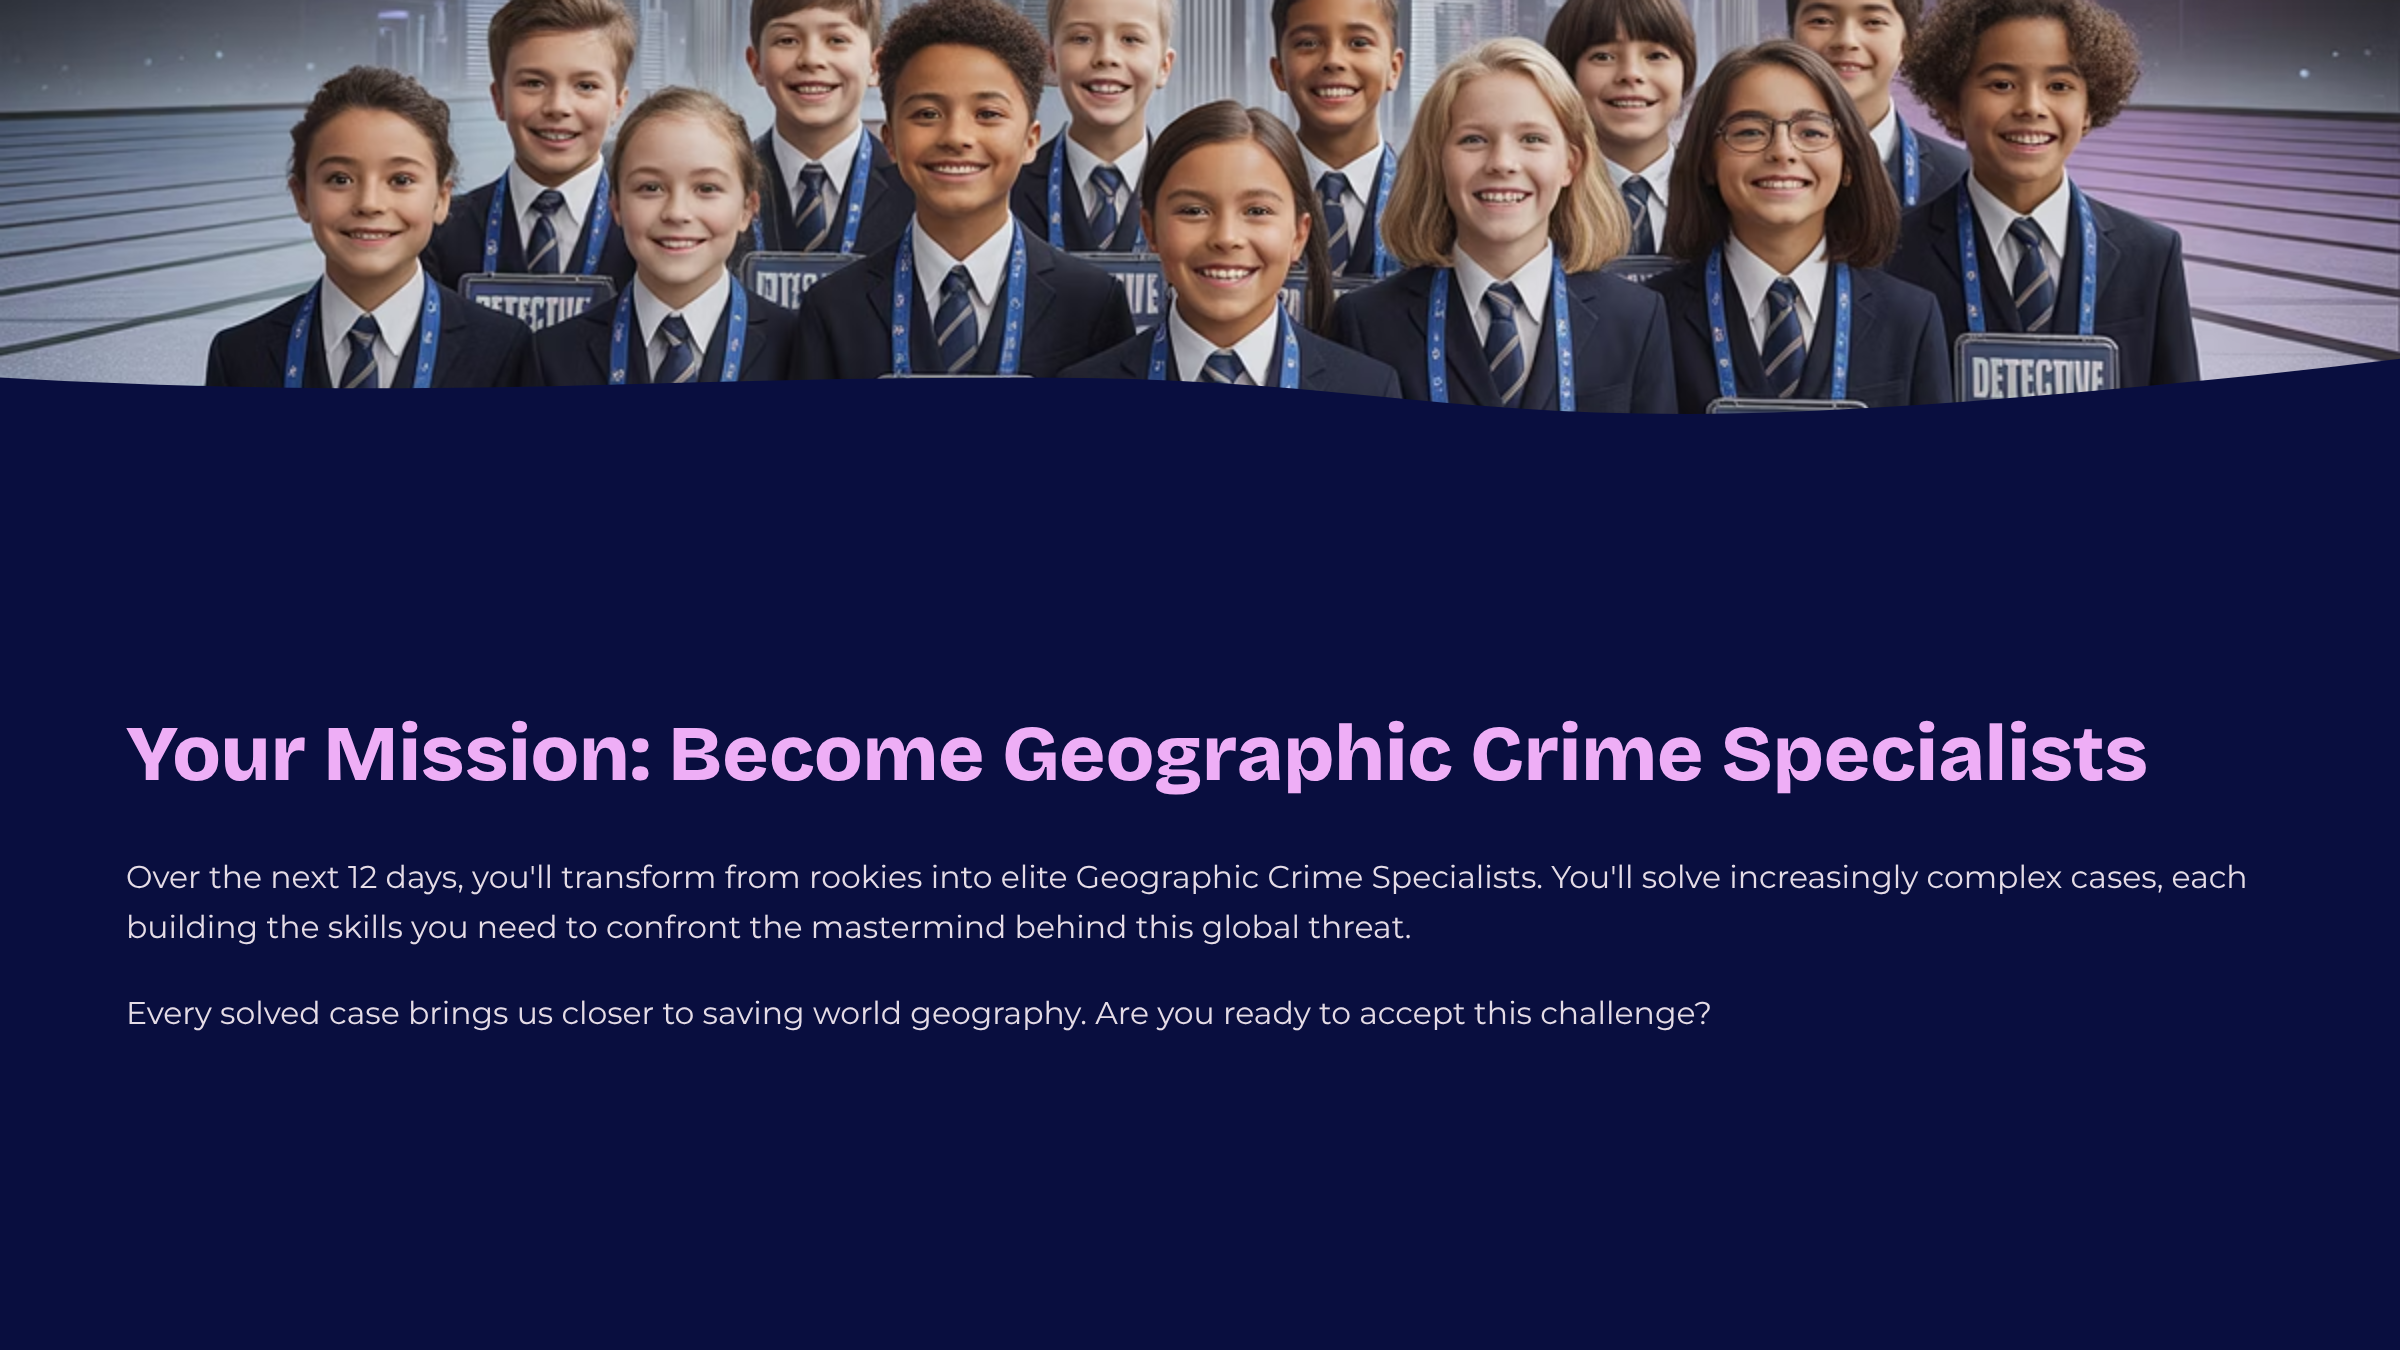 DETECTIVE
DETECTIVE
Your Mission: Become Geographic Crime Specialists
Over the next 12 days, you'll transform from rookies into elite Geographic Crime Specialists. You'll solve increasingly complex cases, each
building the skills you need to confront the mastermind behind this global threat.
Every solved case brings us closer to saving world geography. Are you ready to accept this challenge?